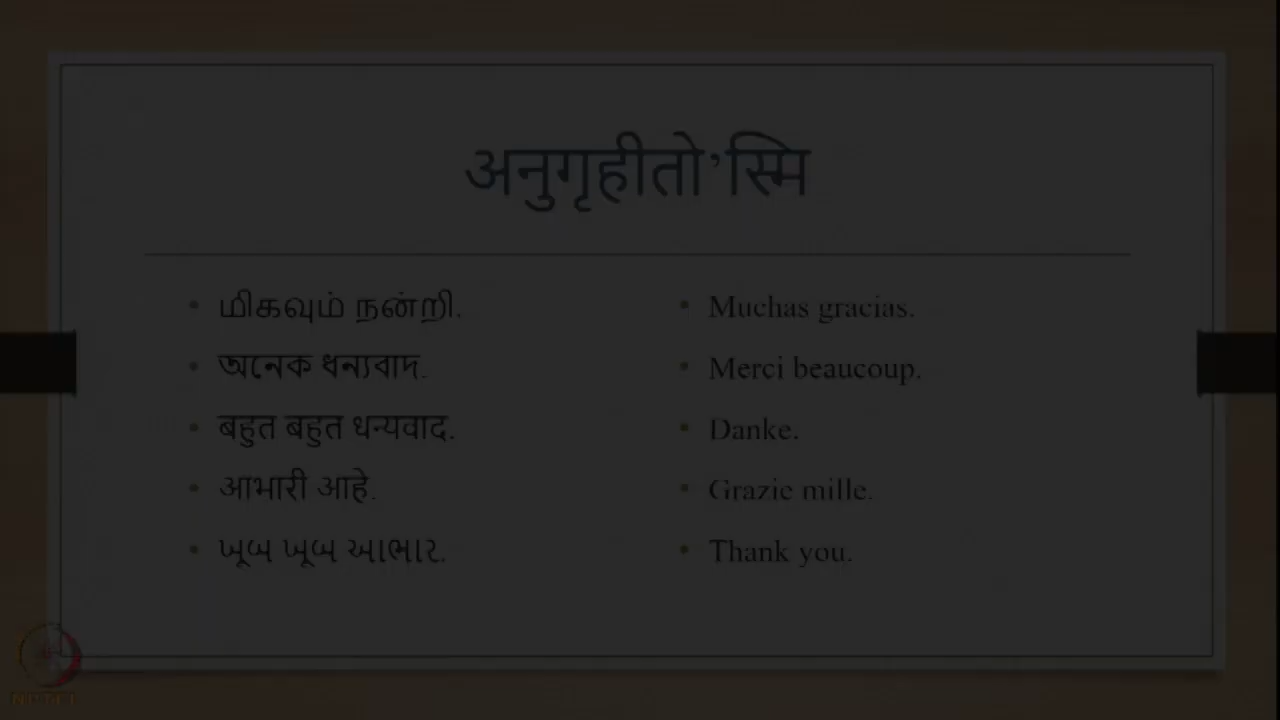 अनुगृहीतो’स्मि
மிகவும் நன்றி.
অনেক ধন্যবাদ.
बहुत बहुत धन्यवाद.
आभारी आहे.
ખૂબ ખૂબ આભાર.
Muchas gracias.
Merci beaucoup.
Danke.
Grazie mille.
Thank you.
NPTEL